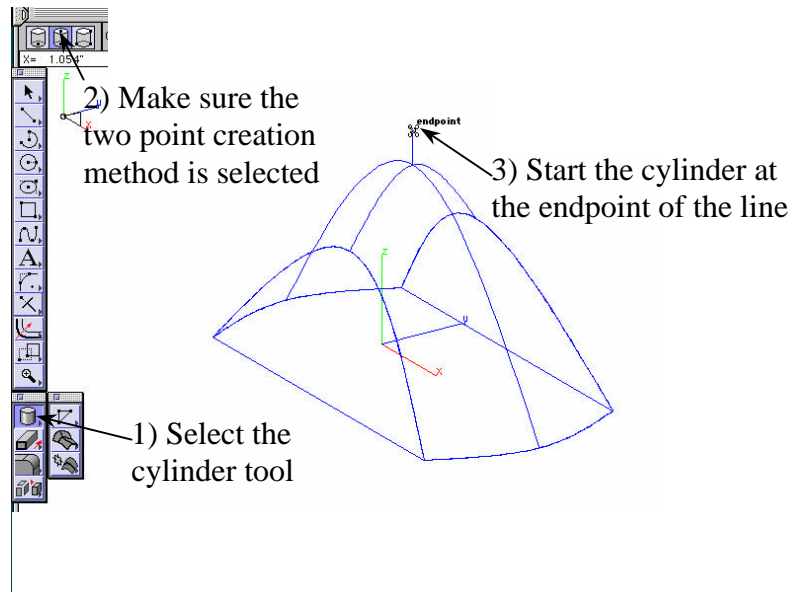 X= 1.054"
z
y
x
2) Make sure the
two point creation
method is selected
endpoint
3) Start the cylinder at
the endpoint of the line
z
y
x
A
1) Select the
cylinder tool